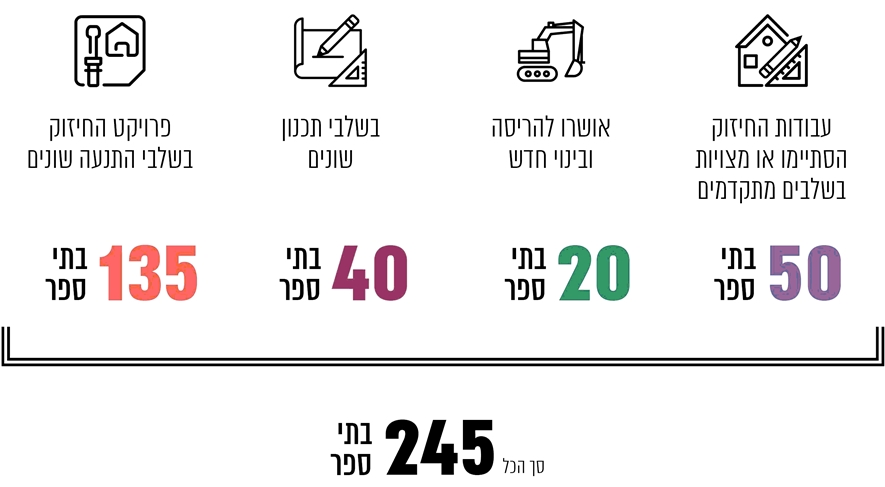 עבודות החיזוק
הסתיימו או מצויות
בשלבים מתקדמים
50 בתי
ספר
אושרו להריסה
ובינוי חדש
20 בתי
ספר
בשלבי תכנון
שונים
40 בתי
ספר
פרויקט החיזוק
בשלבי התנעה שונים
135 בתי
ספר
סך הכל 245 בתי
ספר